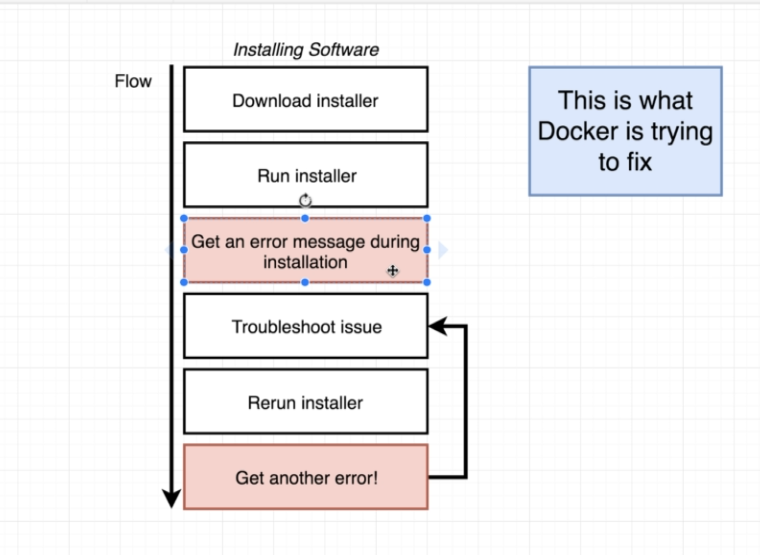 Installing Software
Flow
Download installer
Run installer
Get an error message during
installation
Troubleshoot issue
Rerun installer
Get another error!
This is what
Docker is trying
to fix